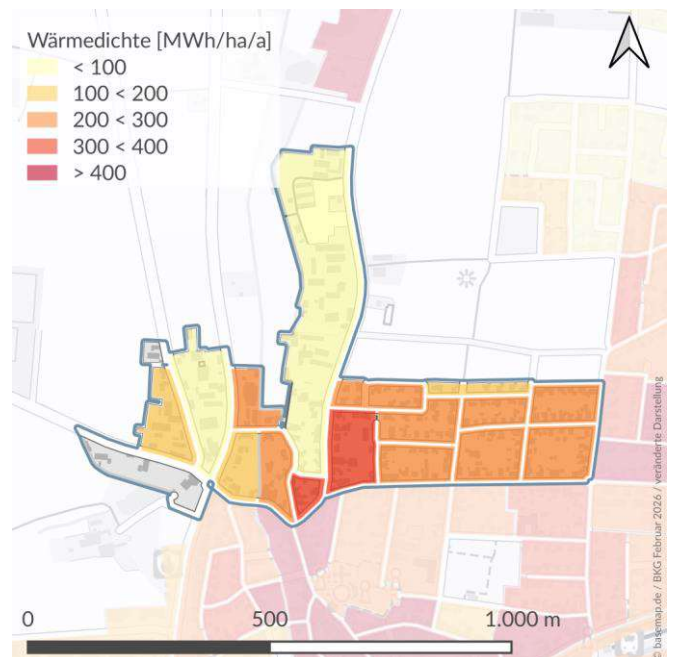 Wärmedichte [MWh/ha/a]
< 100
100 < 200
200 < 300
300 < 400
> 400
0 500 1.000 m
© basemap.de / BKG Februar 2026 / veränderte Darstellung